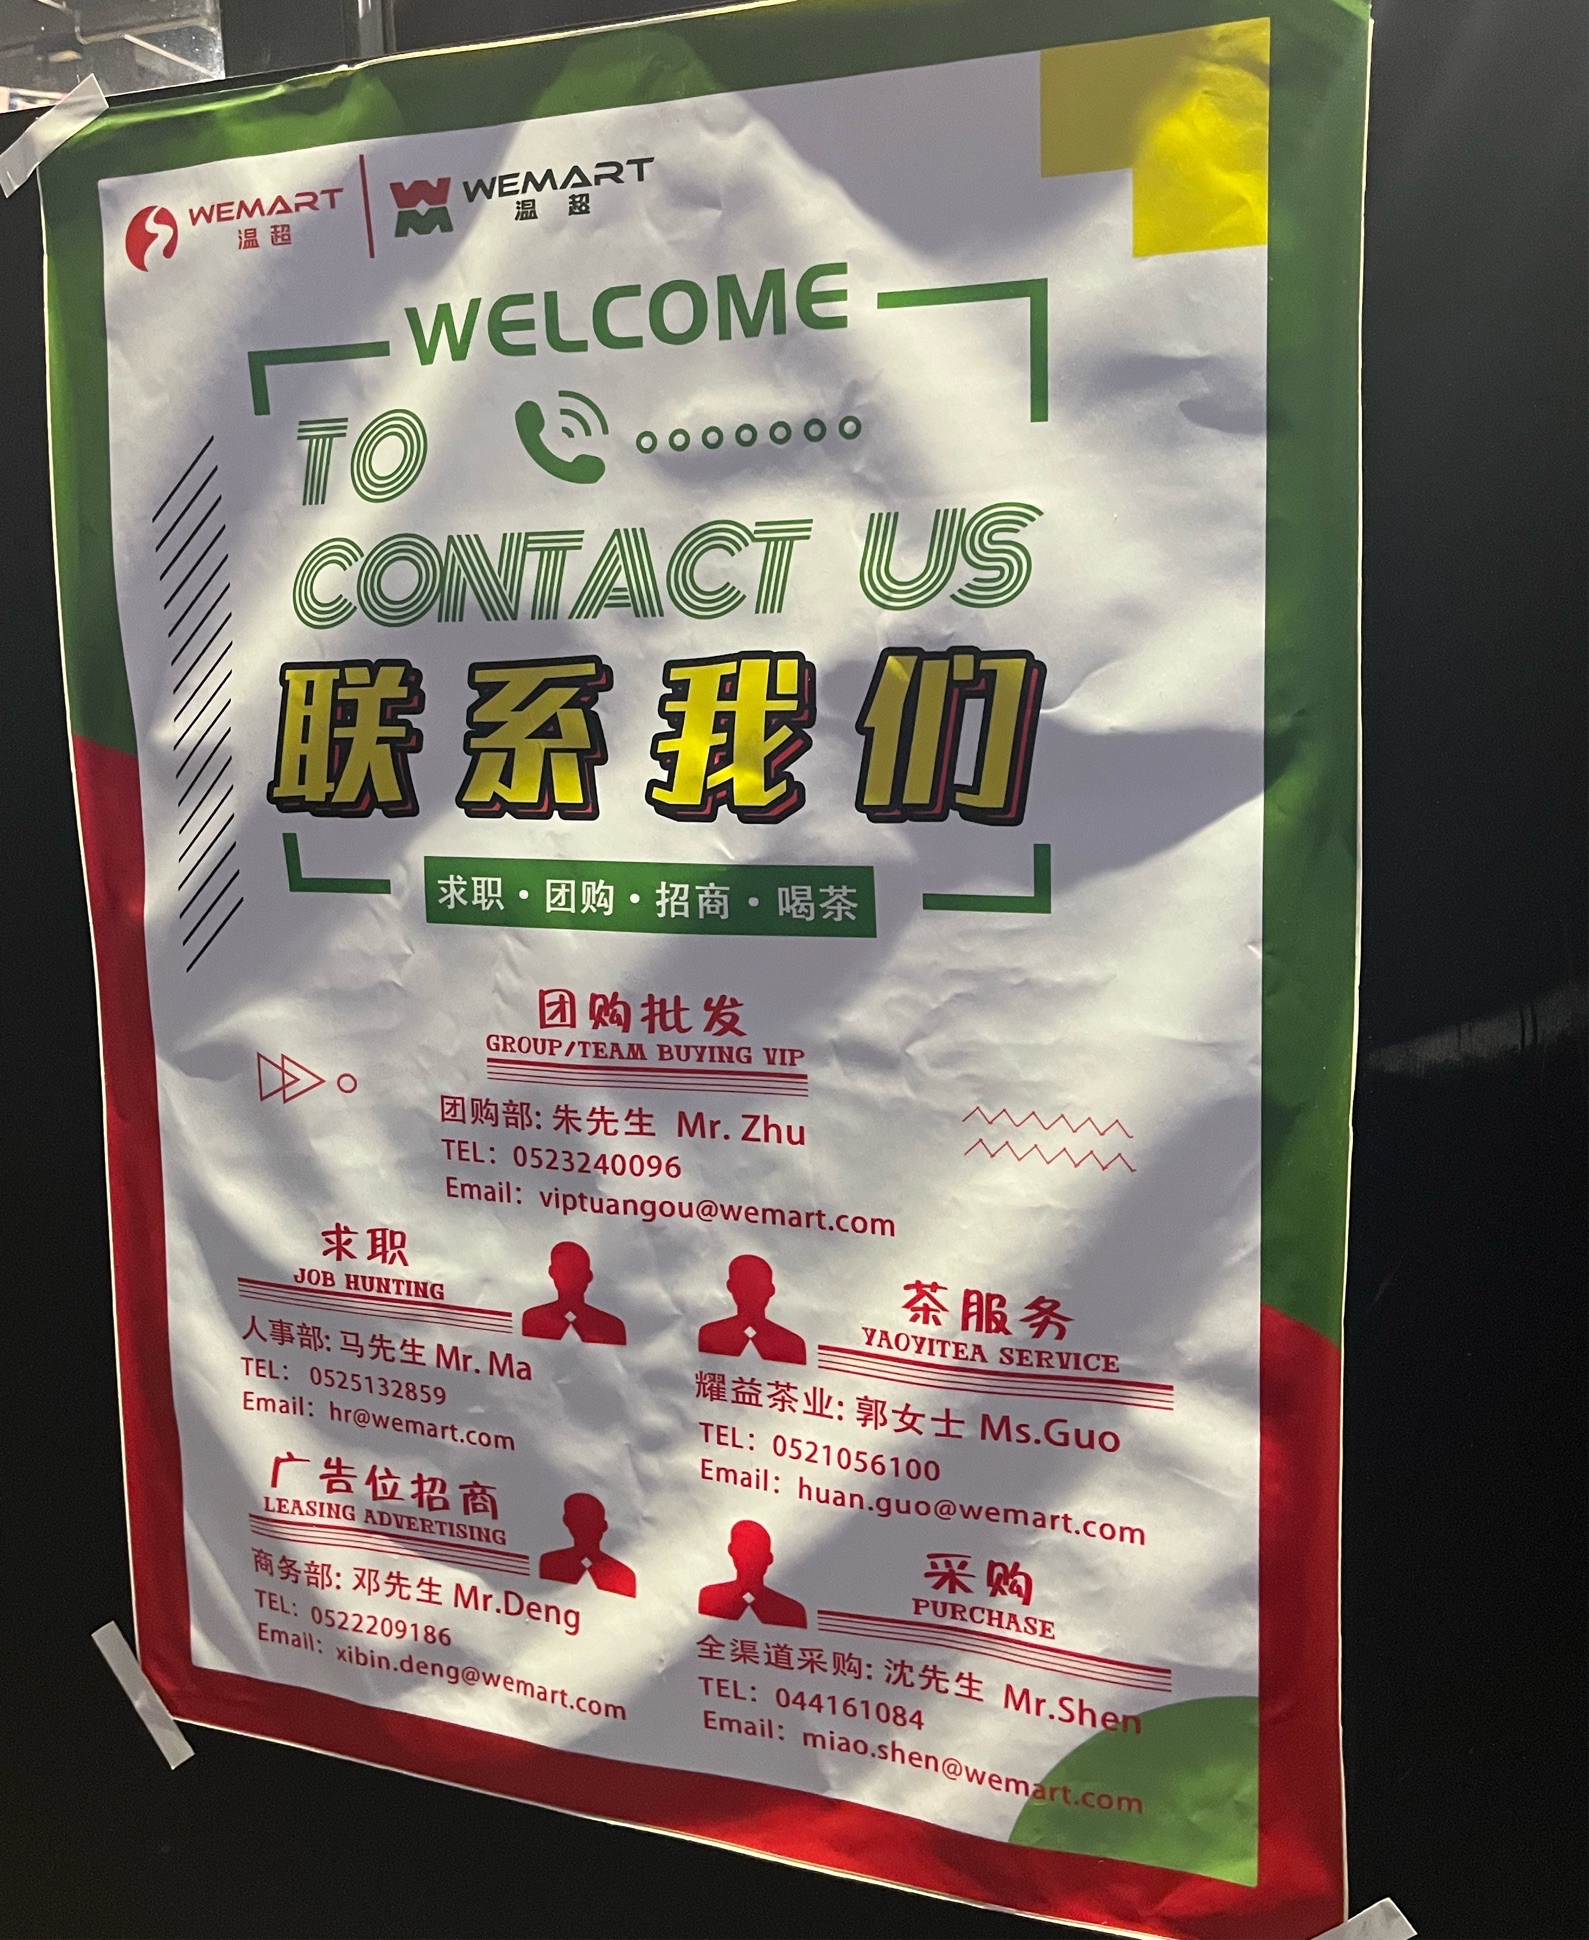 WEMART
温超
WEMART
温超
WELCOME
TO
CONTACT US
联系我们
求职·团购·招商·喝茶
团购批发
GROUP/TEAM BUYING VIP
团购部: 朱先生 Mr. Zhu
TEL: 0523240096
Email: viptuangou@wemart.com
求职
JOB HUNTING
人事部: 马先生 Mr. Ma
TEL: 0525132859
Email: hr@wemart.com
茶服务
YAOYITEA SERVICE
耀益茶业: 郭女士 Ms.Guo
TEL: 0521056100
Email: huan.guo@wemart.com
广告位招商
LEASING ADVERTISING
商务部: 邓先生 Mr.Deng
TEL: 0522209186
Email: xibin.deng@wemart.com
采购
PURCHASE
全渠道采购: 沈先生 Mr.Shen
TEL: 044161084
Email: miao.shen@wemart.com